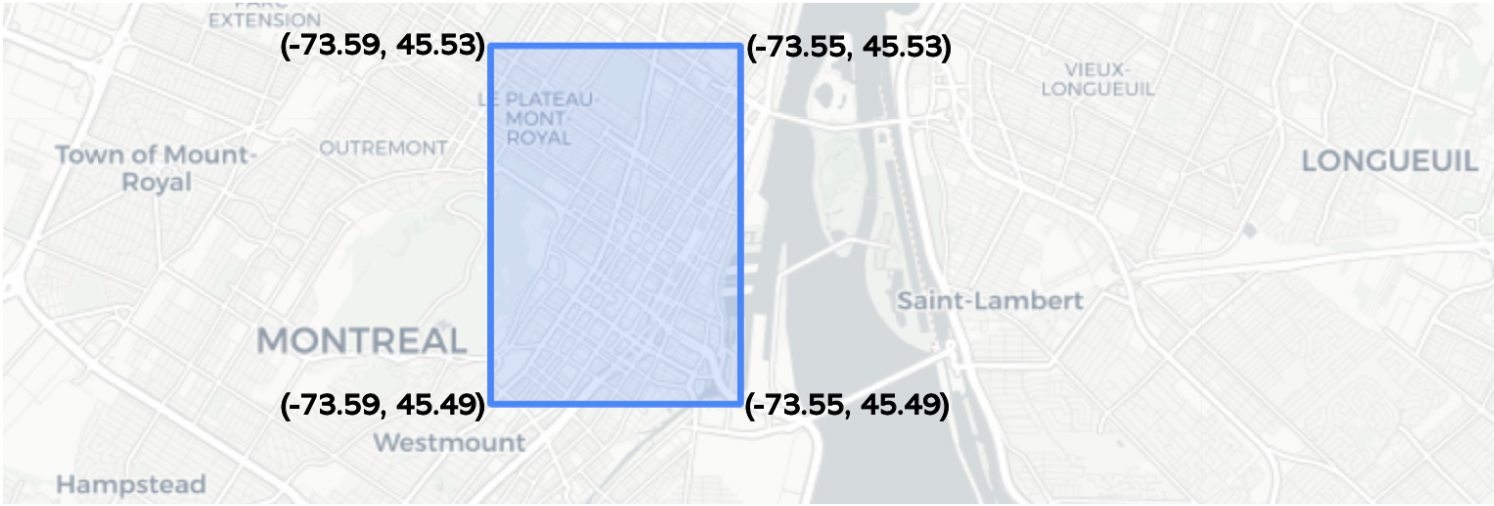 PARC
EXTENSION
(-73.59, 45.53)
(-73.55, 45.53)
VIEUX-
LONGUEUIL
LE PLATEAU-
MONT-
ROYAL
OUTREMONT
Town of Mount-
Royal
LONGUEUIL
Saint-Lambert
MONTREAL
(-73.59, 45.49)
(-73.55, 45.49)
Westmount
Hampstead